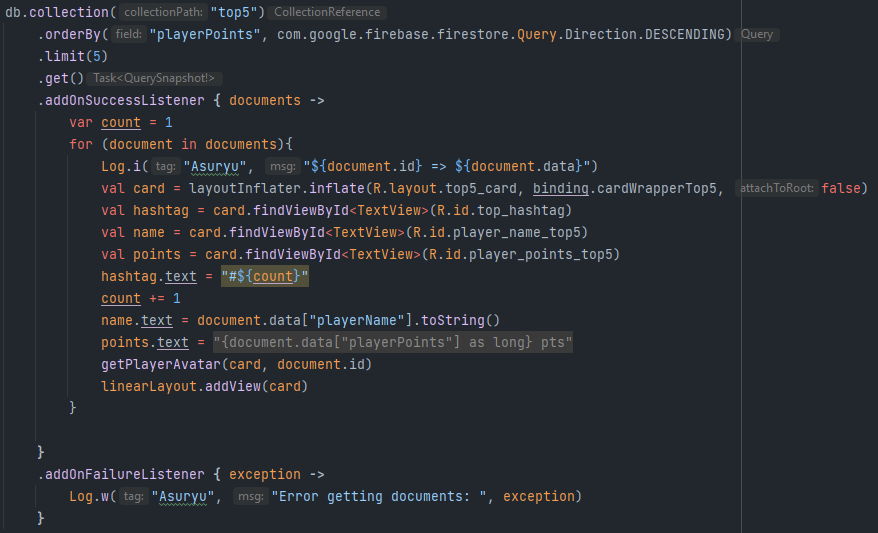 db.collection( collectionPath: "top5") CollectionReference
.orderBy( field: "playerPoints", com.google.firebase.firestore.Query.Direction.DESCENDING) Query
.limit(5)
.get() Task<QuerySnapshot!>
.addOnSuccessListener { documents ->
var count = 1
for (document in documents){
Log.i( tag: "Asuryu", msg: "${document.id} => ${document.data}")
val card = layoutInflater.inflate(R.layout.top5_card, binding.cardWrapperTop5, attachToRoot: false)
val hashtag = card.findViewById<TextView>(R.id.top_hashtag)
val name = card.findViewById<TextView>(R.id.player_name_top5)
val points = card.findViewById<TextView>(R.id.player_points_top5)
hashtag.text = "#${count}"
count += 1
name.text = document.data["playerName"].toString()
points.text = "{document.data["playerPoints"] as long} pts"
getPlayerAvatar(card, document.id)
linearLayout.addView(card)
}
}
.addOnFailureListener { exception ->
Log.w( tag: "Asuryu", msg: "Error getting documents: ", exception)
}